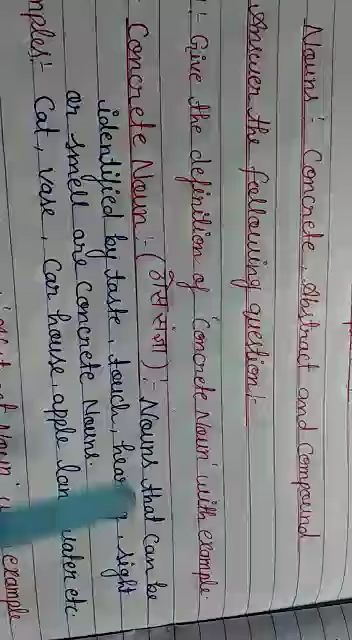 Nouns:- Concrete, Abstract and Compound
Answer the following question:-
Give the definition of 'Concrete Noun' with example.
Concrete Noun:- (ठोस संज्ञा):- Nouns that can be
identified by taste, touch, sight
or smell are concrete Nouns.
mples:- Cat, vase, Car house, apple water etc
Noun example